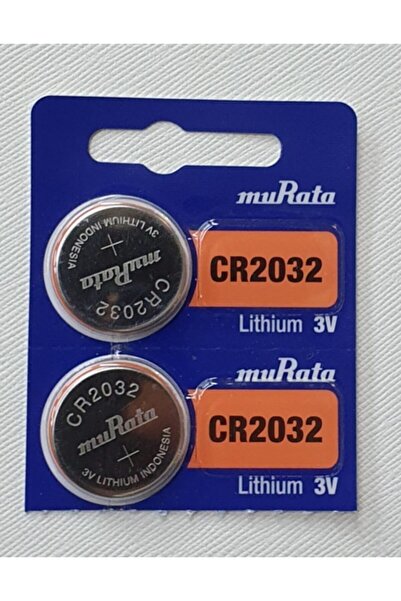 muRata
CR2032
Lithium 3V
3V LITHIUM INDONESIA
+
muRata
CR2032
muRata
CR2032
Lithium 3V
CR2032
muRata
+
3V LITHIUM INDONESIA